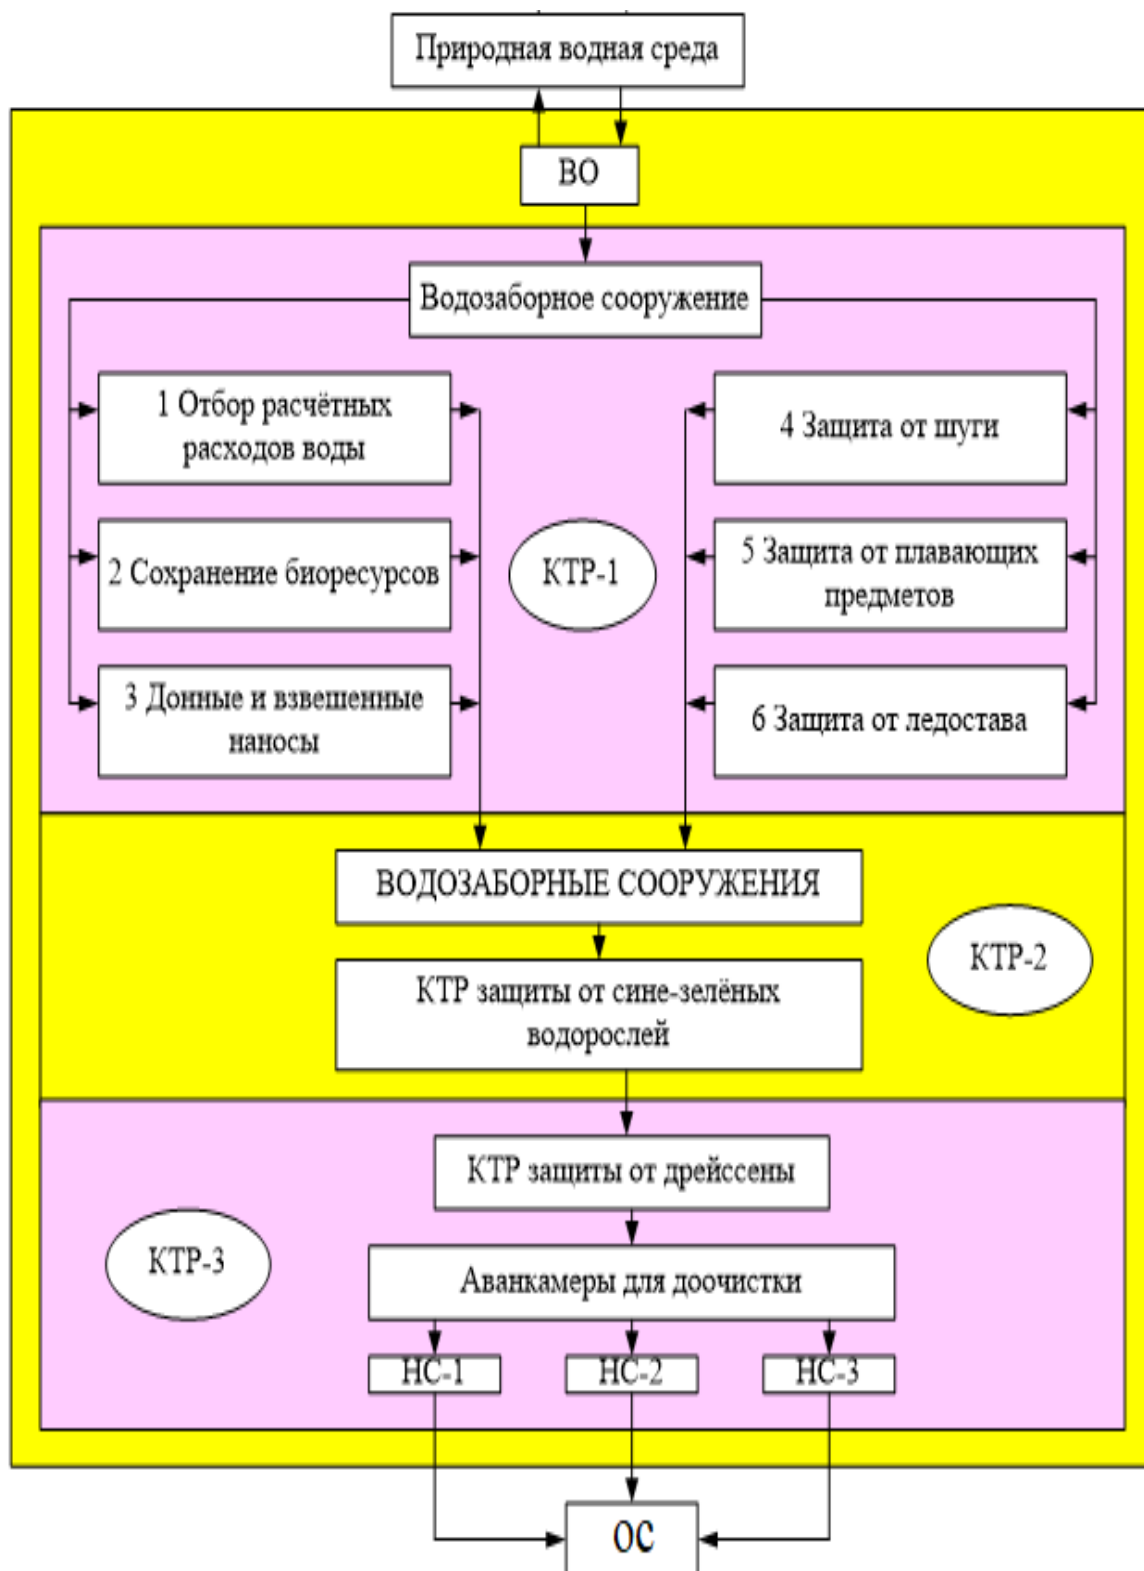 Природная водная среда
ВО
Водозаборное сооружение
1 Отбор расчётных
расходов воды
4 Защита от шуги
2 Сохранение биоресурсов
КТР-1
5 Защита от плавающих
предметов
3 Донные и взвешенные
наносы
6 Защита от ледостава
ВОДОЗАБОРНЫЕ СООРУЖЕНИЯ
КТР-2
КТР защиты от сине-зелёных
водорослей
КТР защиты от дрейссены
КТР-3
Аванкамеры для доочистки
НС-1
НС-2
НС-3
ОС